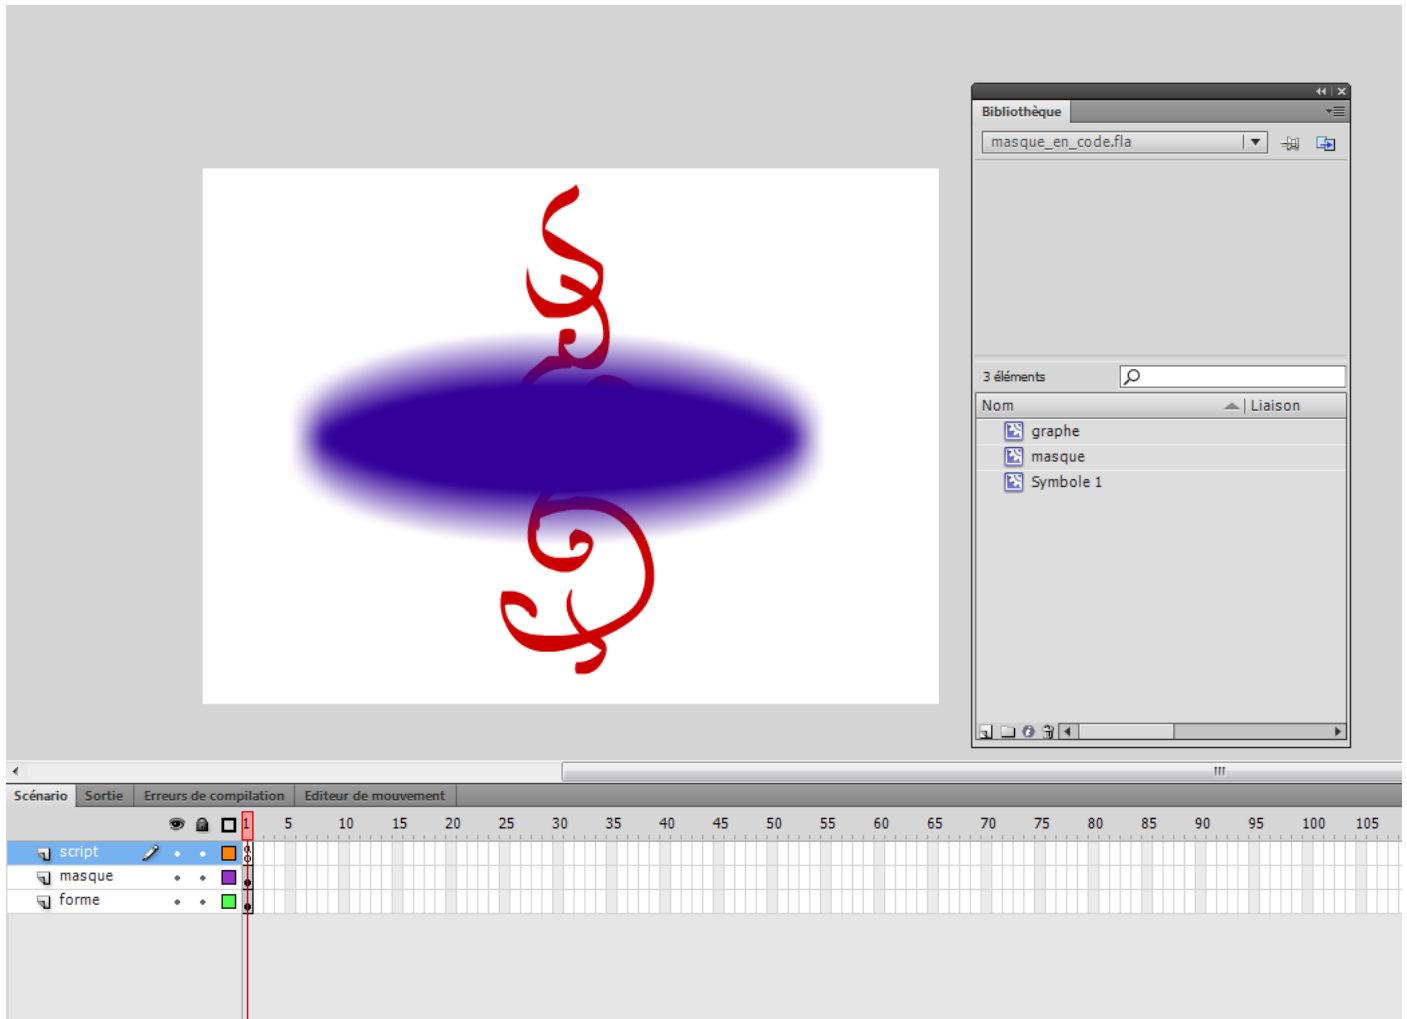 Bibliothèque
masque_en_code.fla
3 éléments
Nom Liaison
graphe
masque
Symbole 1
Scénario Sortie Erreurs de compilation Editeur de mouvement
1 5 10 15 20 25 30 35 40 45 50 55 60 65 70 75 80 85 90 95 100 105
script
masque
forme